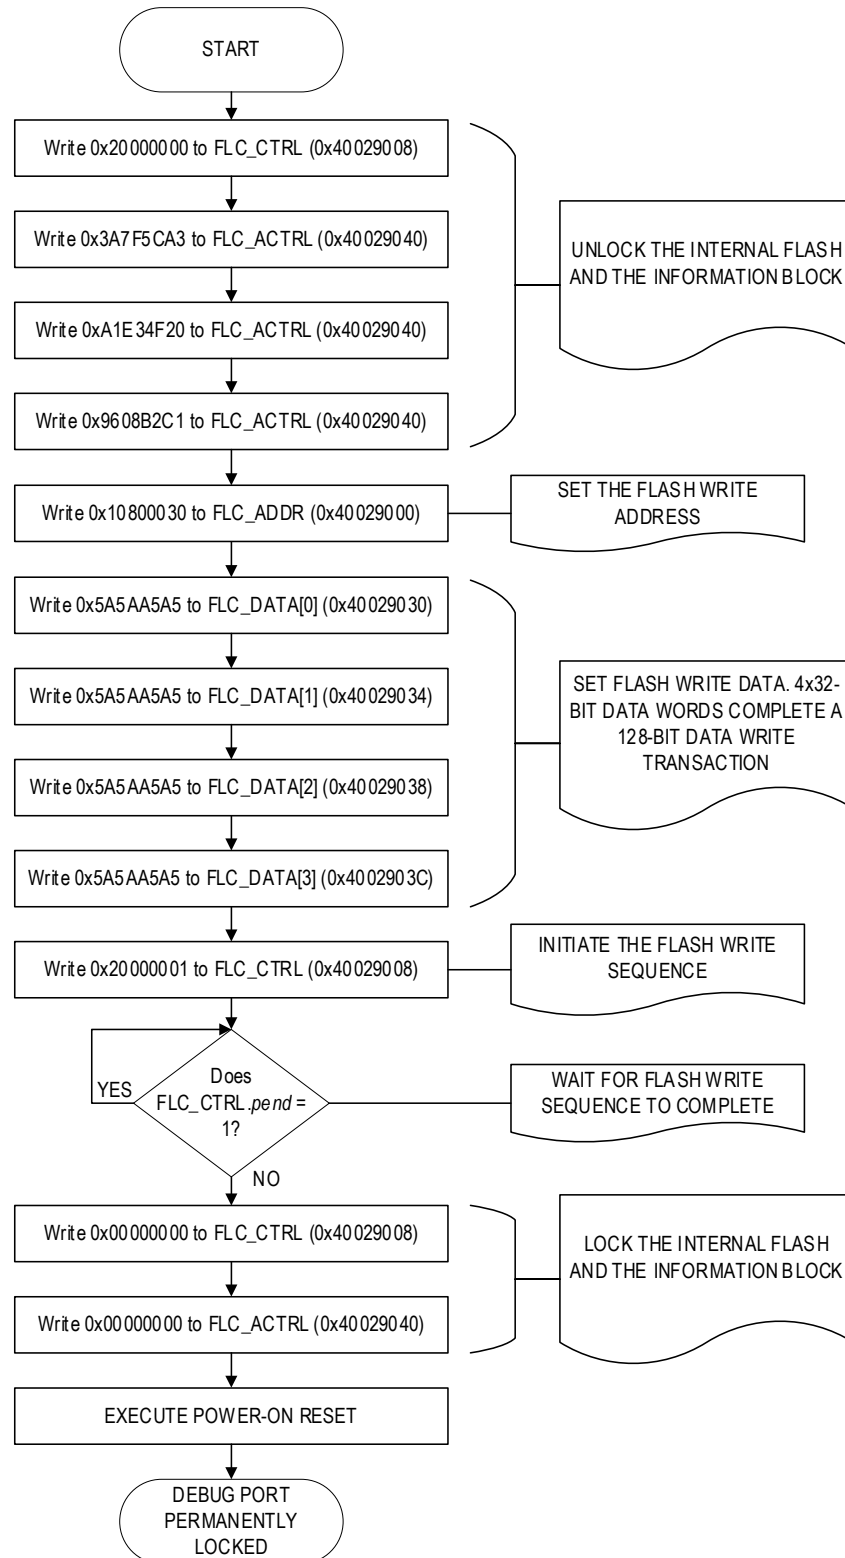 START
Write 0x20000000 to FLC_CTRL (0x40029008)
Write 0x3A7F5CA3 to FLC_ACTRL (0x40029040)
UNLOCK THE INTERNAL FLASH
AND THE INFORMATION BLOCK
Write 0xA1E34F20 to FLC_ACTRL (0x40029040)
Write 0x9608B2C1 to FLC_ACTRL (0x40029040)
Write 0x10800030 to FLC_ADDR (0x40029000)
SET THE FLASH WRITE
ADDRESS
Write 0x5A5AA5A5 to FLC_DATA[0] (0x40029030)
Write 0x5A5AA5A5 to FLC_DATA[1] (0x40029034)
SET FLASH WRITE DATA. 4x32-
BIT DATA WORDS COMPLETE A
128-BIT DATA WRITE
TRANSACTION
Write 0x5A5AA5A5 to FLC_DATA[2] (0x40029038)
Write 0x5A5AA5A5 to FLC_DATA[3] (0x4002903C)
Write 0x20000001 to FLC_CTRL (0x40029008)
INITIATE THE FLASH WRITE
SEQUENCE
Does
FLC_CTRL.pend =
1?
YES
NO
WAIT FOR FLASH WRITE
SEQUENCE TO COMPLETE
Write 0x00000000 to FLC_CTRL (0x40029008)
LOCK THE INTERNAL FLASH
AND THE INFORMATION BLOCK
Write 0x00000000 to FLC_ACTRL (0x40029040)
EXECUTE POWER-ON RESET
DEBUG PORT
PERMANENTLY
LOCKED